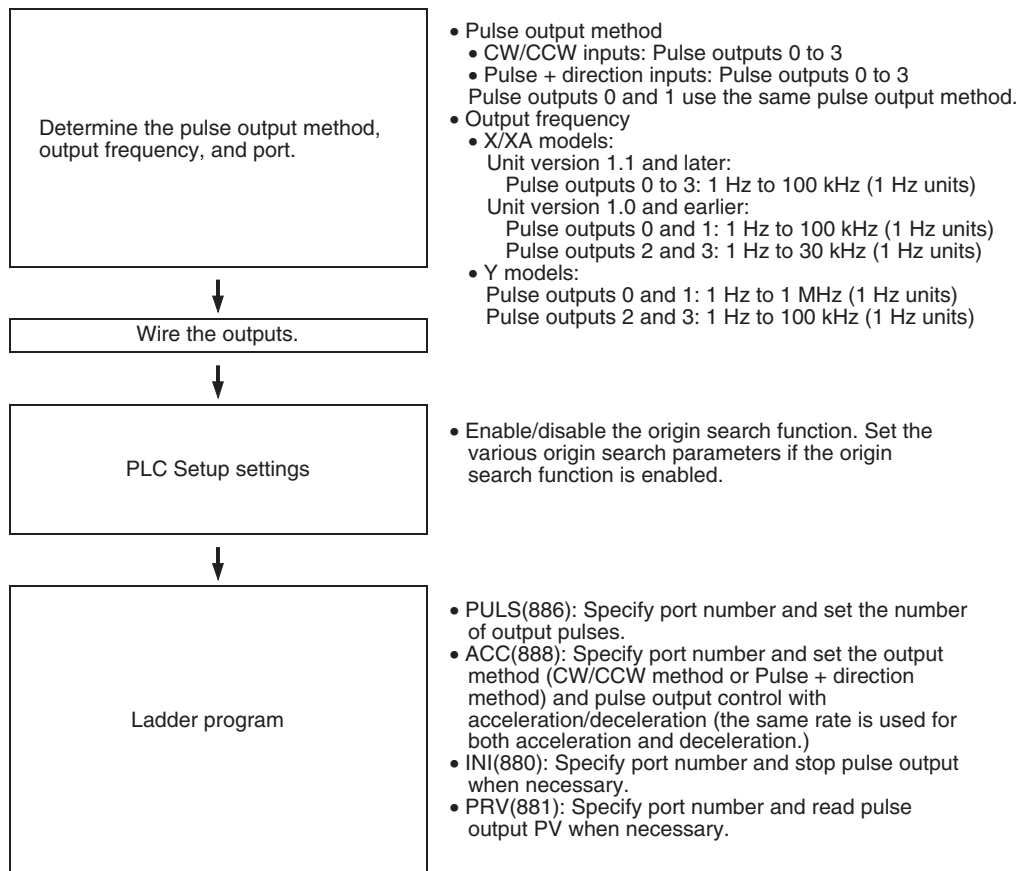 Determine the pulse output method,
output frequency, and port.
• Pulse output method
• CW/CCW inputs: Pulse outputs 0 to 3
• Pulse + direction inputs: Pulse outputs 0 to 3
Pulse outputs 0 and 1 use the same pulse output method.
• Output frequency
• X/XA models:
Unit version 1.1 and later:
Pulse outputs 0 to 3: 1 Hz to 100 kHz (1 Hz units)
Unit version 1.0 and earlier:
Pulse outputs 0 and 1: 1 Hz to 100 kHz (1 Hz units)
Pulse outputs 2 and 3: 1 Hz to 30 kHz (1 Hz units)
• Y models:
Pulse outputs 0 and 1: 1 Hz to 1 MHz (1 Hz units)
Pulse outputs 2 and 3: 1 Hz to 100 kHz (1 Hz units)
Wire the outputs.
PLC Setup settings
• Enable/disable the origin search function. Set the
various origin search parameters if the origin
search function is enabled.
Ladder program
• PULS(886): Specify port number and set the number
of output pulses.
• ACC(888): Specify port number and set the output
method (CW/CCW method or Pulse + direction
method) and pulse output control with
acceleration/deceleration (the same rate is used for
both acceleration and deceleration.)
• INI(880): Specify port number and stop pulse output
when necessary.
• PRV(881): Specify port number and read pulse
output PV when necessary.